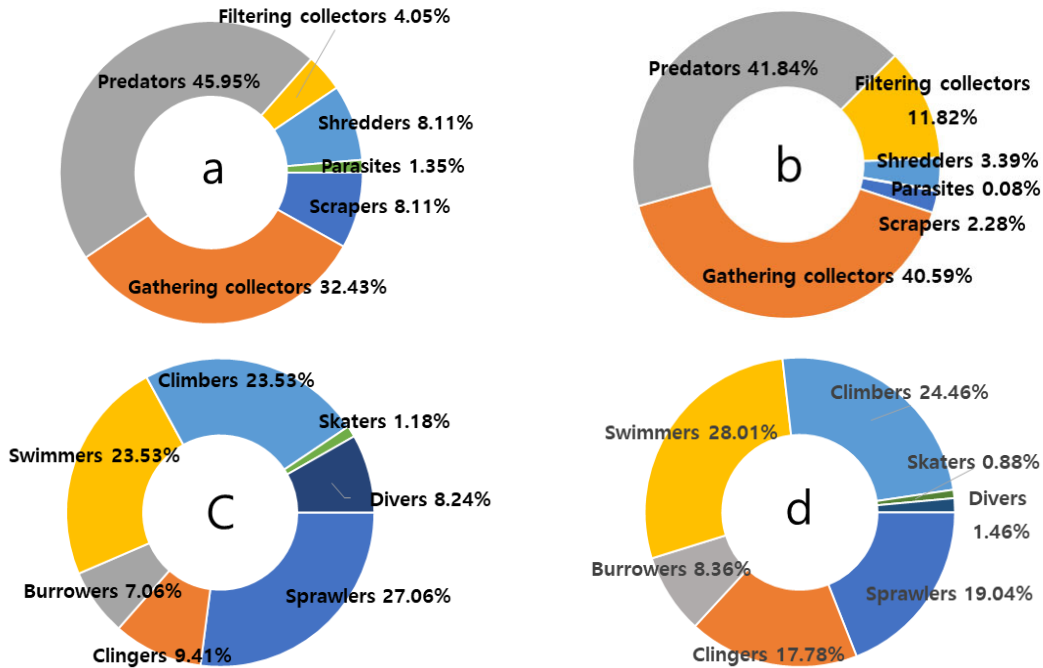 Filtering collectors 4.05%
Predators 45.95%
Shredders 8.11%
a
Parasites 1.35%
Scrapers 8.11%
Gathering collectors 32.43%
Predators 41.84%
Filtering collectors
11.82%
Shredders 3.39%
b
Parasites 0.08%
Scrapers 2.28%
Gathering collectors 40.59%
Climbers 23.53%
Skaters 1.18%
Swimmers 23.53%
Divers 8.24%
C
Burrowers 7.06%
Sprawlers 27.06%
Clingers 9.41%
Climbers 24.46%
Swimmers 28.01%
Skaters 0.88%
Divers
1.46%
d
Burrowers 8.36%
Sprawlers 19.04%
Clingers 17.78%